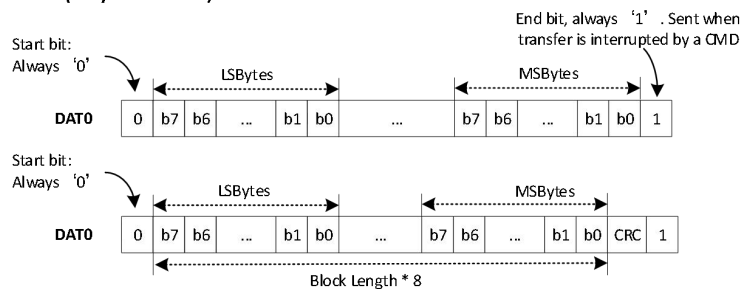 End bit, always ‘1’ . Sent when
transfer is interrupted by a CMD
Start bit:
Always ‘0’
LSBytes
MSBytes
DAT0 0 b7 b6 ... b1 b0 ... b7 b6 ... b1 b0 1
Start bit:
Always ‘0’
LSBytes
MSBytes
DAT0 0 b7 b6 ... b1 b0 ... b7 b6 ... b1 b0 CRC 1
Block Length * 8